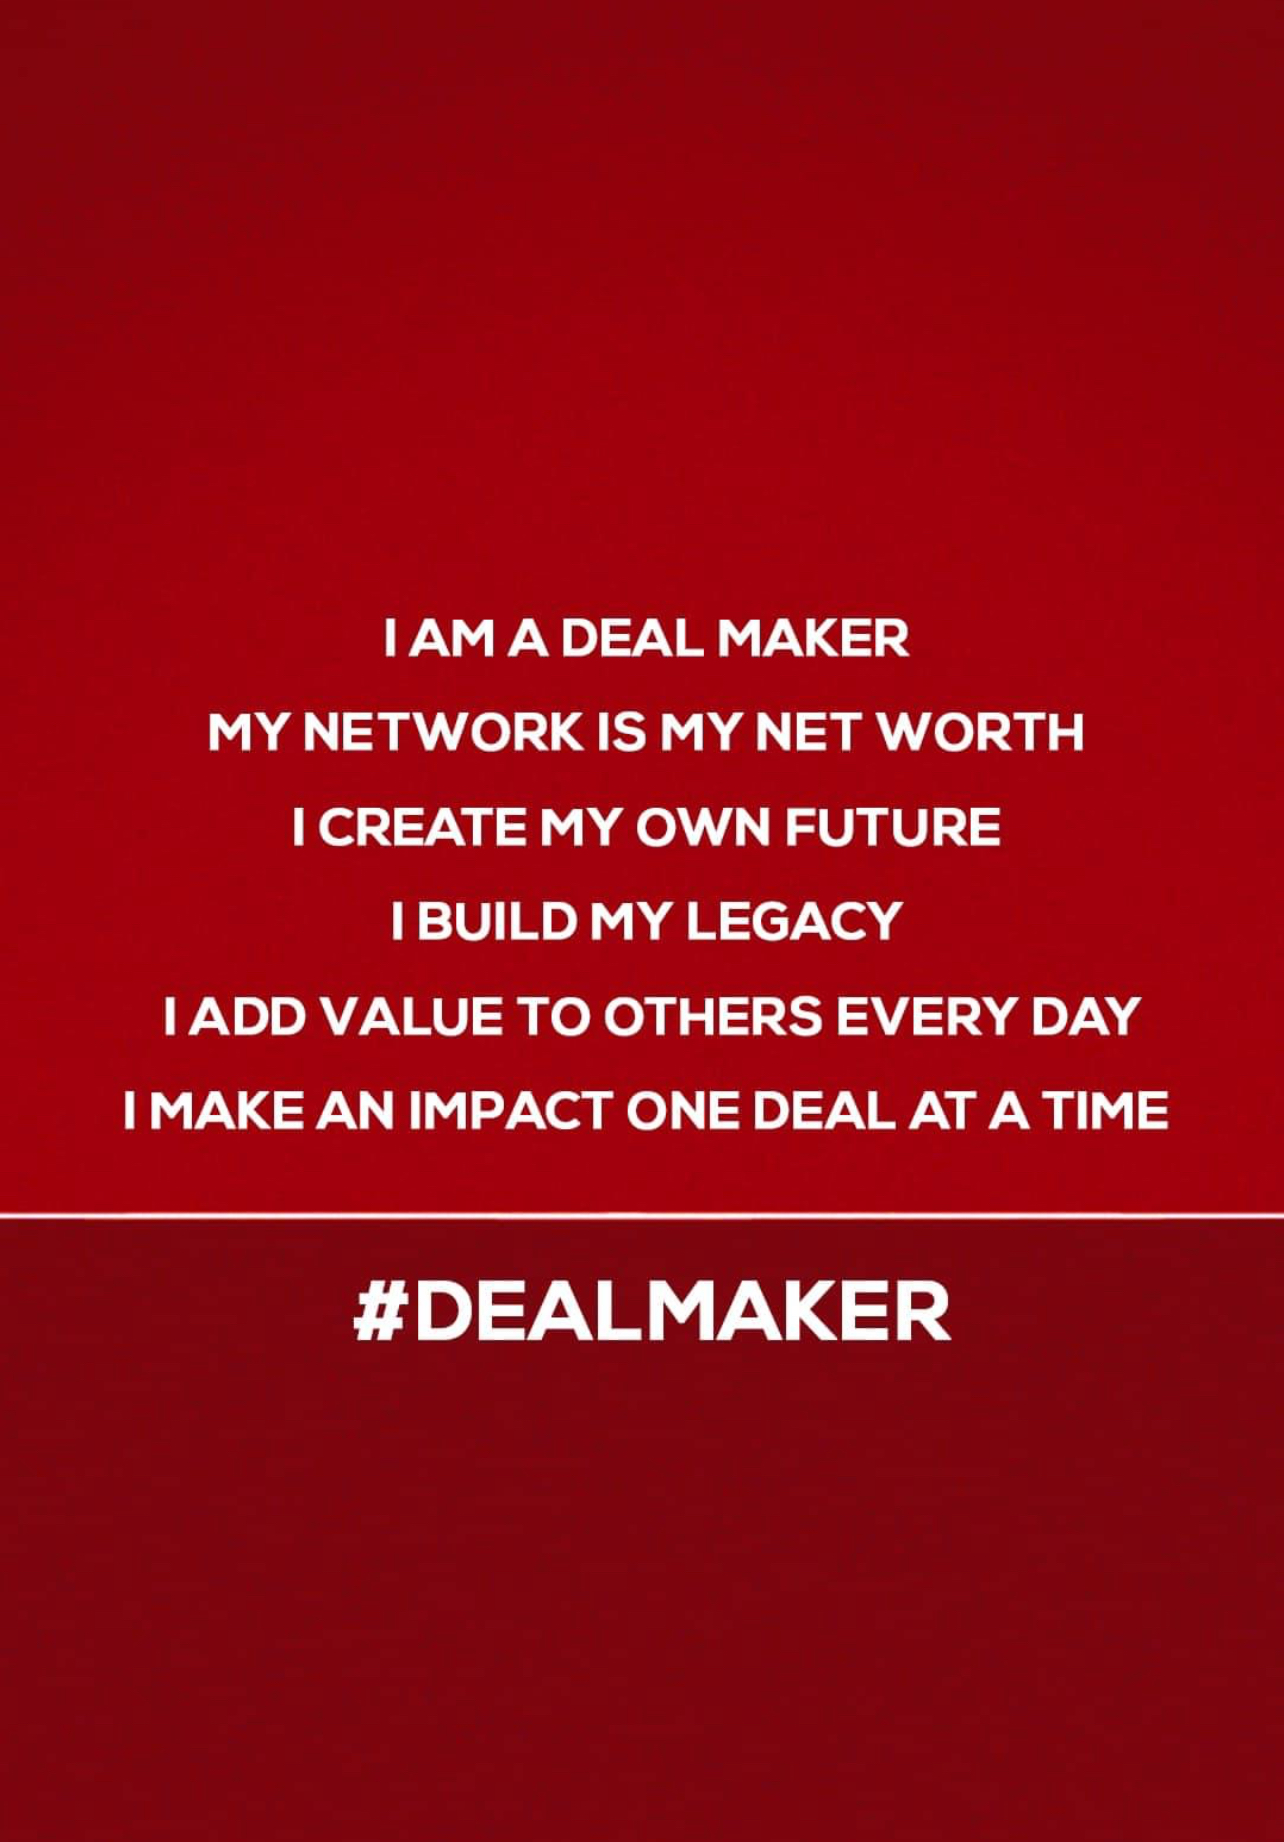 I AM A DEAL MAKER
MY NETWORK IS MY NET WORTH
I CREATE MY OWN FUTURE
I BUILD MY LEGACY
I ADD VALUE TO OTHERS EVERY DAY
I MAKE AN IMPACT ONE DEAL AT A TIME
#DEALMAKER